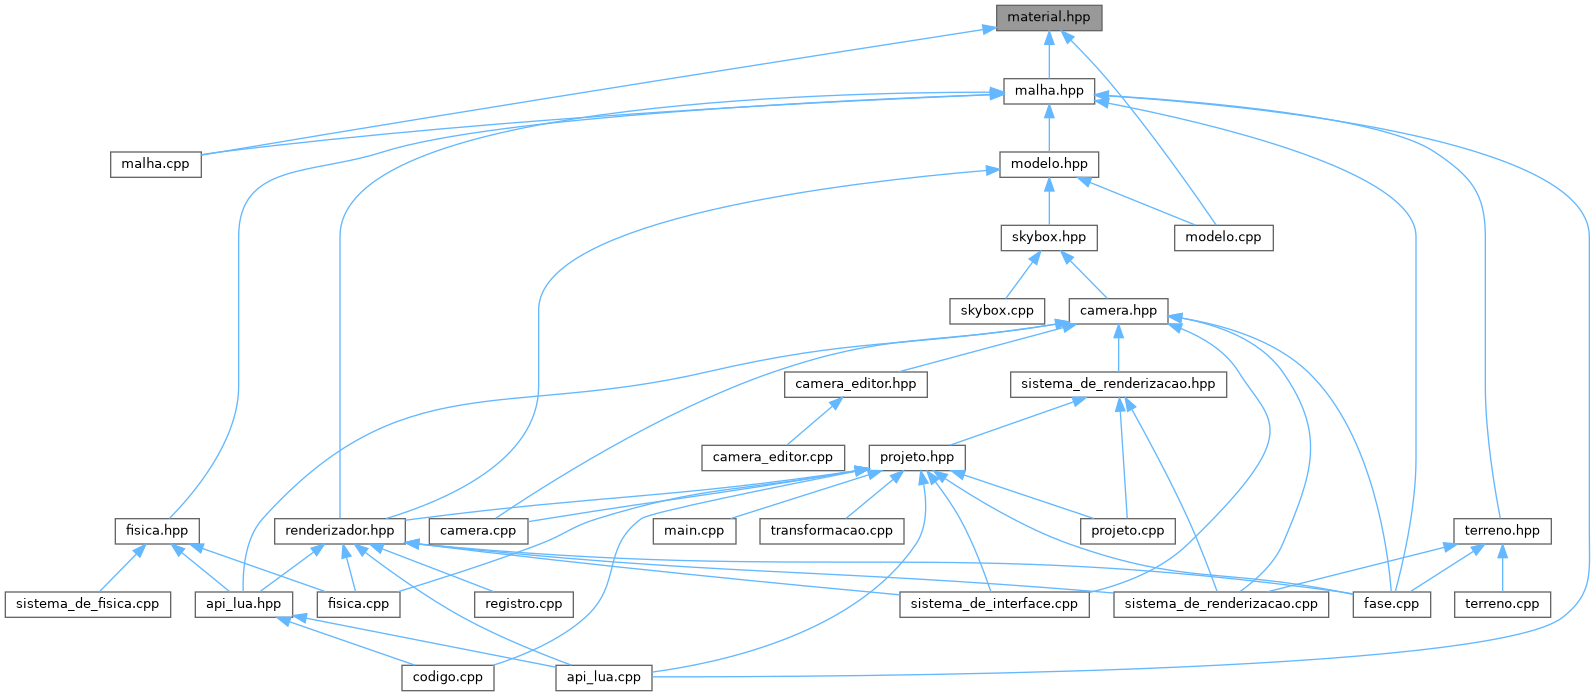 material.hpp
malha.hpp
malha.cpp
modelo.hpp
skybox.hpp
modelo.cpp
skybox.cpp
camera.hpp
camera_editor.hpp
sistema_de_renderizacao.hpp
camera_editor.cpp
projeto.hpp
fisica.hpp
renderizador.hpp
camera.cpp
main.cpp
transformacao.cpp
projeto.cpp
terreno.hpp
sistema_de_fisica.cpp
api_lua.hpp
fisica.cpp
registro.cpp
sistema_de_interface.cpp
sistema_de_renderizacao.cpp
fase.cpp
terreno.cpp
codigo.cpp
api_lua.cpp